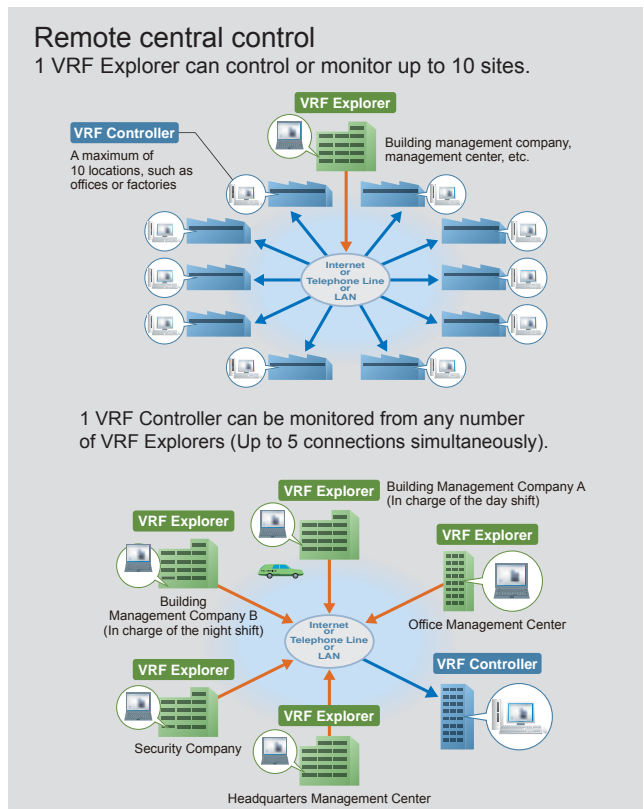 Remote central control
1 VRF Explorer can control or monitor up to 10 sites.
VRF Explorer
VRF Controller
Building management company,
management center, etc.
A maximum of
10 locations, such as
offices or factories
Internet
or
Telephone Line
or
LAN
1 VRF Controller can be monitored from any number
of VRF Explorers (Up to 5 connections simultaneously).
VRF Explorer
Building Management Company A
(In charge of the day shift)
VRF Explorer
VRF Explorer
Building
Management Company B
(In charge of the night shift)
Internet
or
Telephone Line
or
LAN
Office Management Center
VRF Explorer
VRF Controller
Security Company
VRF Explorer
Headquarters Management Center